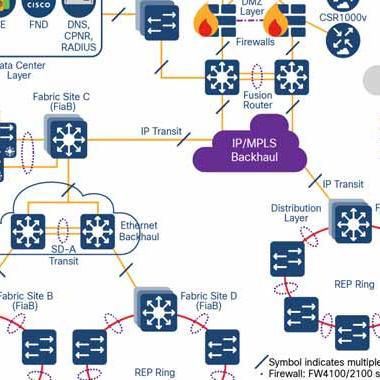 E
CISCO
FND
DNS,
CPNR,
RADIUS
DMZ
Layer
Firewalls
CSR1000v
ata Center
Layer
Fabric Site C
(FiaB)
Fusion
Router
IP Transit
IP/MPLS
Backhaul
IP Transit
Distribution
Layer
F
Ethernet
Backhaul
SD-A
Transit
REP Ring
Fabric Site B
(FiaB)
Fabric Site D
(FiaB)
REP Ring
Symbol indicates multiple
• Firewall: FW4100/2100 s